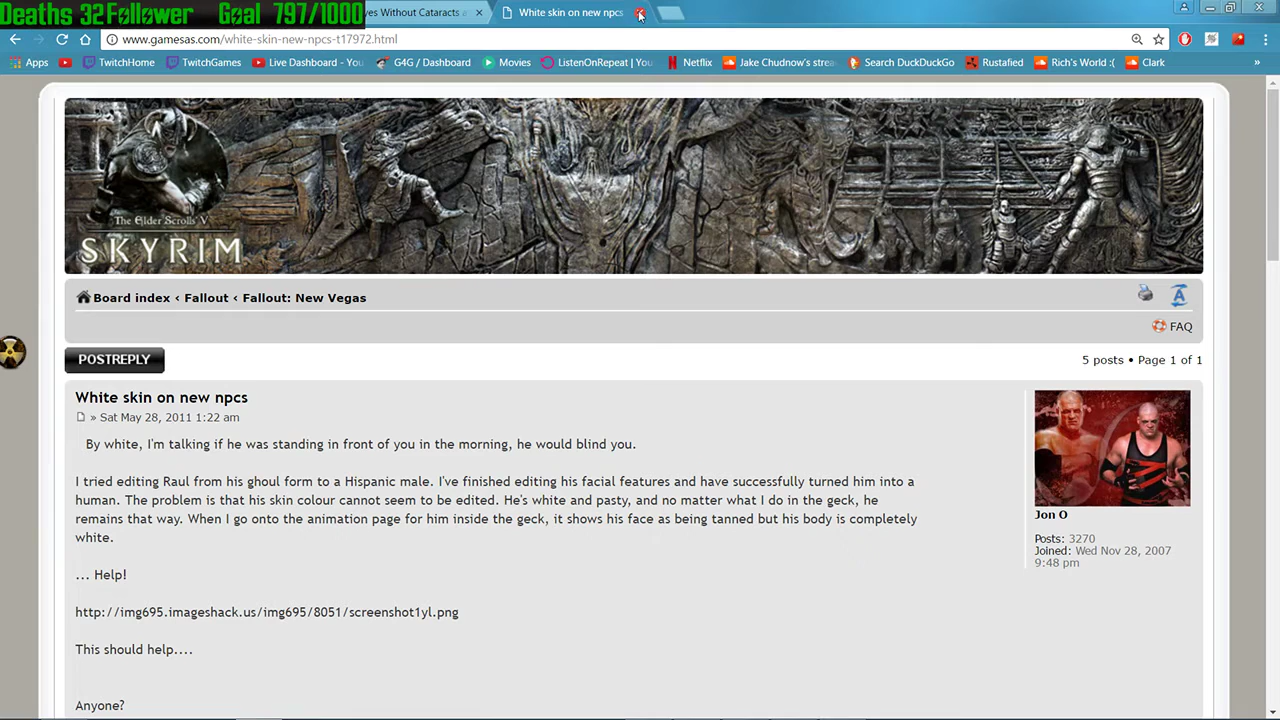 Deaths 32 Follower Goal 797/1000
yes Without Cataracts a
White skin on new npcs
www.gamesas.com/white-skin-new-npcs-t17972.html
Apps TwitchHome TwitchGames Live Dashboard - You G4G / Dashboard Movies ListenOnRepeat | You Netflix Jake Chudnow's strea Search DuckDuckGo Rustafied Rich's World :( Clark »
The Elder Scrolls V
SKYRIM
Board index ‹ Fallout ‹ Fallout: New Vegas
FAQ
POSTREPLY
5 posts • Page 1 of 1
White skin on new npcs
» Sat May 28, 2011 1:22 am
By white, I'm talking if he was standing in front of you in the morning, he would blind you.
I tried editing Raul from his ghoul form to a Hispanic male. I've finished editing his facial features and have successfully turned him into a
human. The problem is that his skin colour cannot seem to be edited. He's white and pasty, and no matter what I do in the geck, he
remains that way. When I go onto the animation page for him inside the geck, it shows his face as being tanned but his body is completely
white.
... Help!
http://img695.imageshack.us/img695/8051/screenshot1yl.png
This should help....
Anyone?
Jon O
Posts: 3270
Joined: Wed Nov 28, 2007
9:48 pm